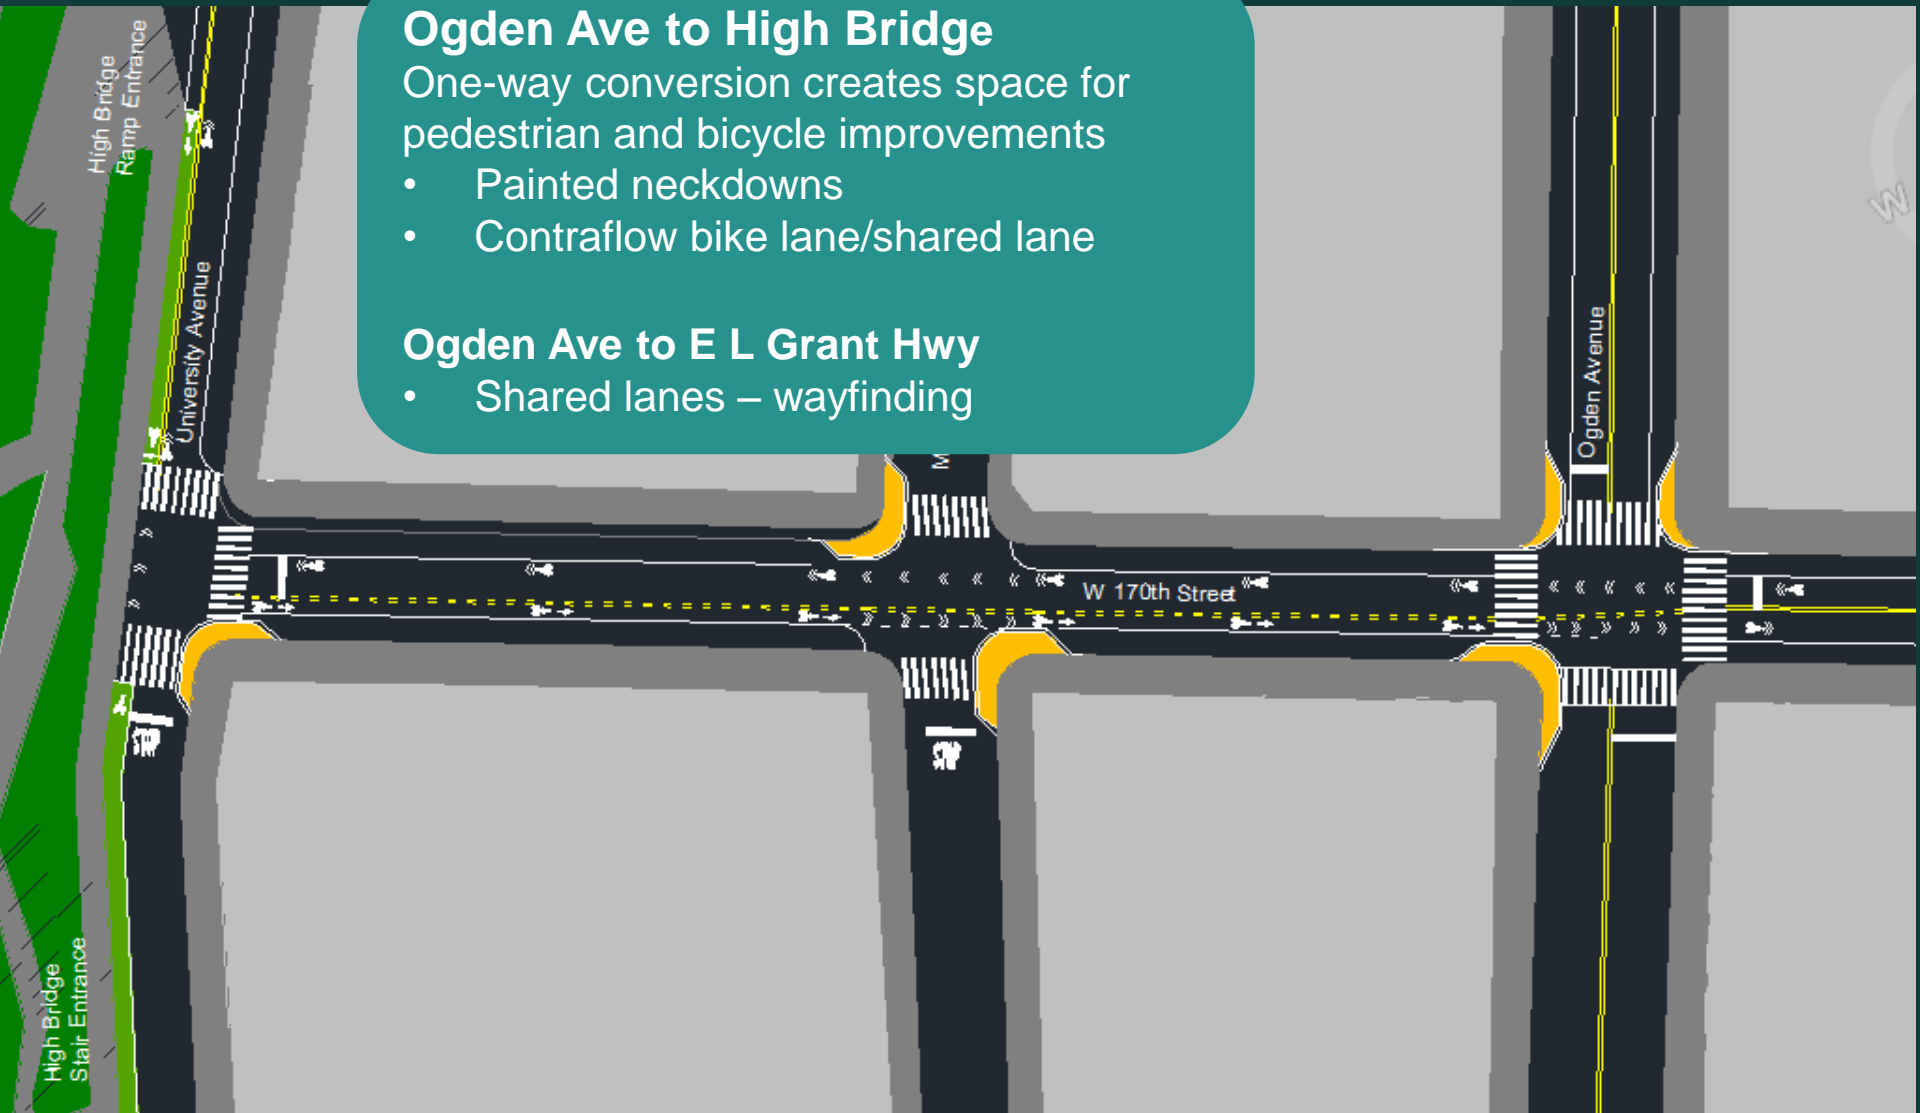 Ogden Ave to High Bridge
One-way conversion creates space for
pedestrian and bicycle improvements
• Painted neckdowns
• Contraflow bike lane/shared lane
Ogden Ave to E L Grant Hwy
• Shared lanes – wayfinding
High Bridge
Ramp Entrance
University Avenue
M
Ogden Avenue
W
W 170th Street
High Bridge
Stair Entrance